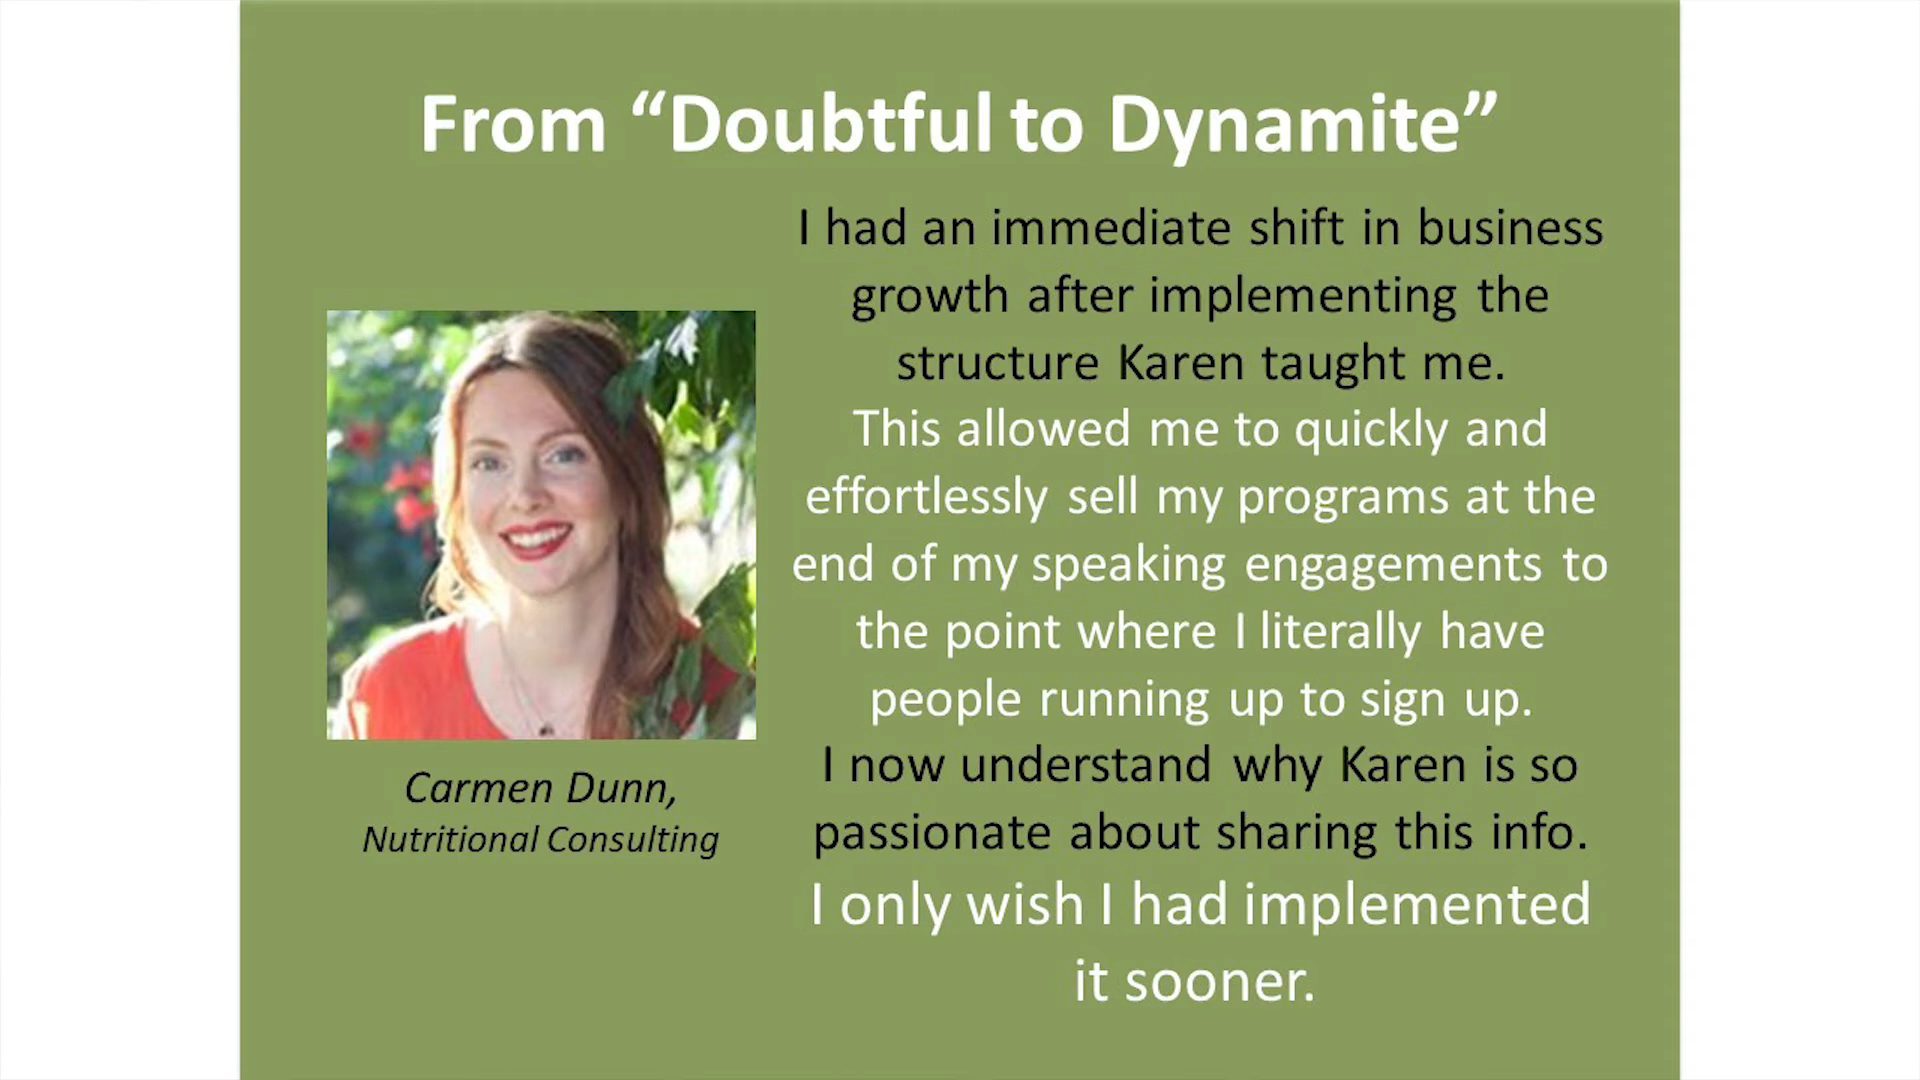 From “Doubtful to Dynamite”
I had an immediate shift in business
growth after implementing the
structure Karen taught me.
This allowed me to quickly and
effortlessly sell my programs at the
end of my speaking engagements to
the point where I literally have
people running up to sign up.
I now understand why Karen is so
passionate about sharing this info.
I only wish I had implemented
it sooner.
Carmen Dunn,
Nutritional Consulting